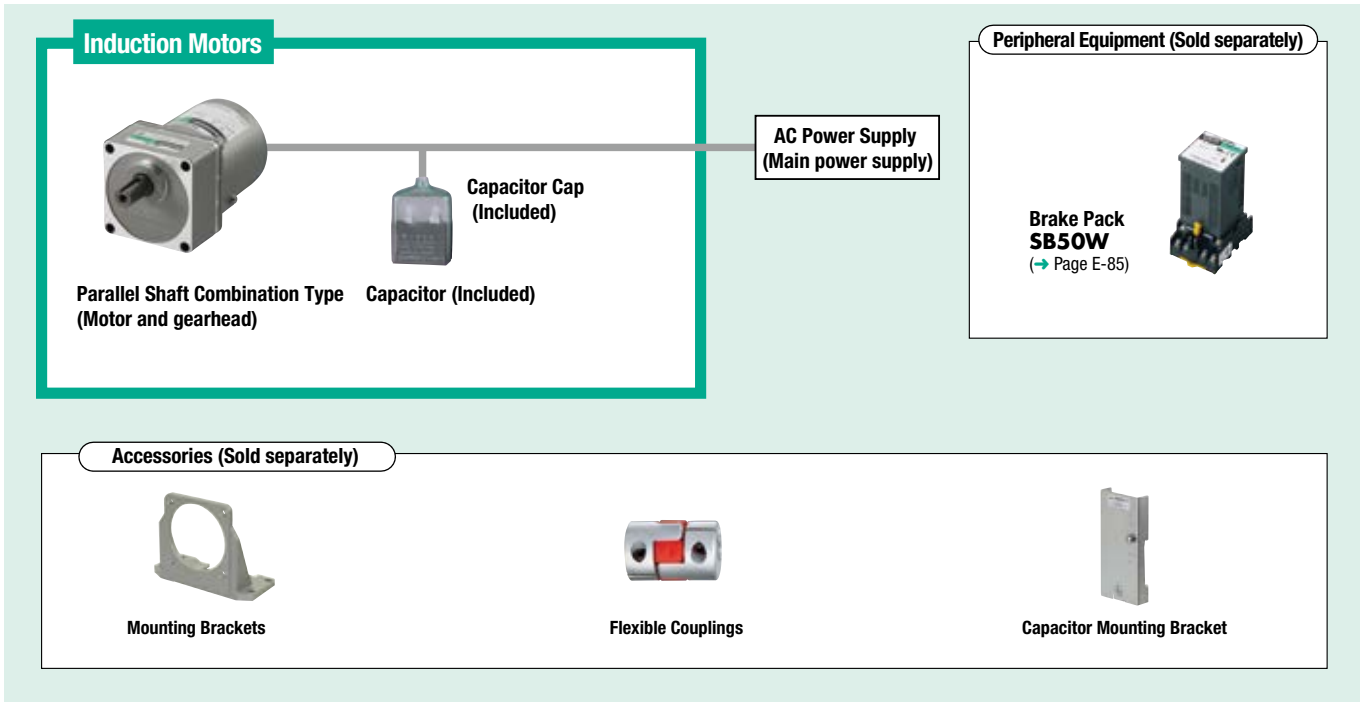 Induction Motors
Peripheral Equipment (Sold separately)
AC Power Supply
(Main power supply)
Capacitor Cap
(Included)
Brake Pack
SB50W
(→ Page E-85)
Parallel Shaft Combination Type
(Motor and gearhead)
Capacitor (Included)
Accessories (Sold separately)
Mounting Brackets
Flexible Couplings
Capacitor Mounting Bracket